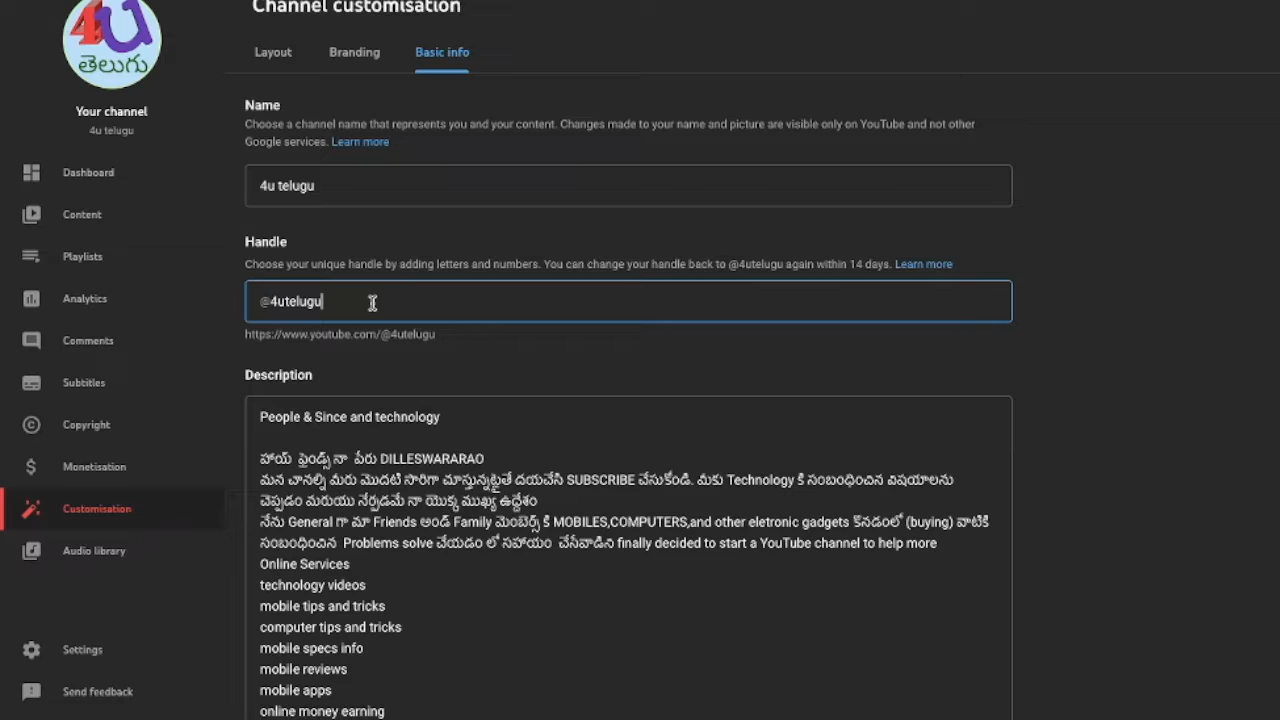 Channel customisation
4U
తెలుగు
Your channel
4u telugu
Dashboard
Content
Playlists
Analytics
Comments
Subtitles
Copyright
Monetisation
Customisation
Audio library
Settings
Send feedback
Layout
Branding
Basic info
Name
Choose a channel name that represents you and your content. Changes made to your name and picture are visible only on YouTube and not other
Google services. Learn more
4u telugu
Handle
Choose your unique handle by adding letters and numbers. You can change your handle back to @4utelugu again within 14 days. Learn more
@4utelugu
https://www.youtube.com/@4utelugu
Description
People & Since and technology
హాయ్ ఫ్రెండ్స్ నా పేరు DILLESWARARAO
మన చానల్ని మీరు మొదటి సారిగా చూస్తున్నట్లైతే దయచేసి SUBSCRIBE చేసుకోండి. మీకు Technology కి సంబంధించిన విషయాలను
చెప్పడం మరుయు నేర్పడమే నా యొక్క ముఖ్య ఉద్దేశం
నేను General గా మా Friends అండ్ Family మెంబెర్స్ కి MOBILES,COMPUTERS,and other eletronic gadgets కొనడంలో (buying) వాటికి
సంబంధించిన Problems solve చేయడం లో సహాయం చేసేవాడిని finally decided to start a YouTube channel to help more
Online Services
technology videos
mobile tips and tricks
computer tips and tricks
mobile specs info
mobile reviews
mobile apps
online money earning